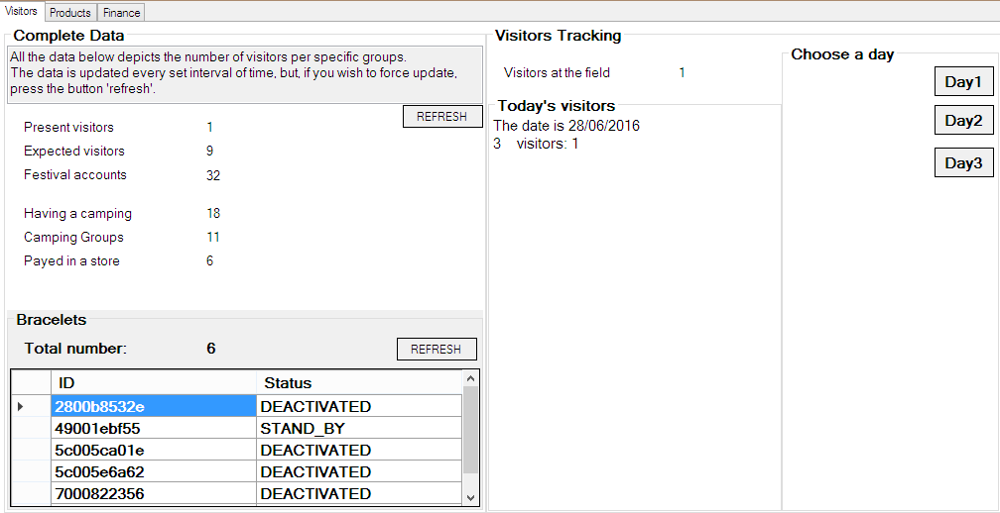 Visitors Products Finance
Complete Data
All the data below depicts the number of visitors per specific groups.
The data is updated every set interval of time, but, if you wish to force update,
press the button 'refresh'.
REFRESH
Present visitors 1
Expected visitors 9
Festival accounts 32
Having a camping 18
Camping Groups 11
Payed in a store 6
Bracelets
Total number: 6
REFRESH
ID Status
2800b8532e DEACTIVATED
49001ebf55 STAND_BY
5c005ca01e DEACTIVATED
5c005e6a62 DEACTIVATED
7000822356 DEACTIVATED
Visitors Tracking
Visitors at the field 1
Today's visitors
The date is 28/06/2016
3 visitors: 1
Choose a day
Day1
Day2
Day3